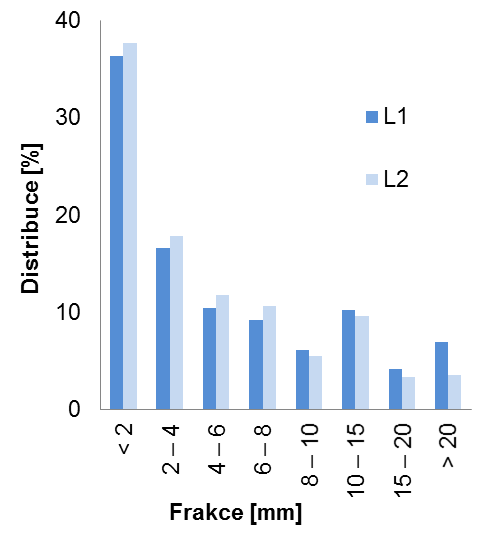 40
30
20
10
0
Distribuce [%]
L1
L2
< 2
2 – 4
4 – 6
6 – 8
8 – 10
10 – 15
15 – 20
> 20
Frakce [mm]